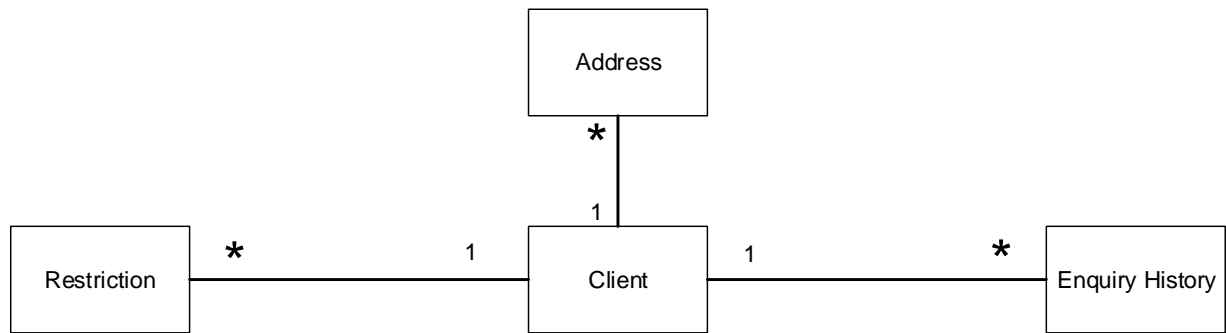 Address
*
1
* 1 1 *
Restriction Client Enquiry History